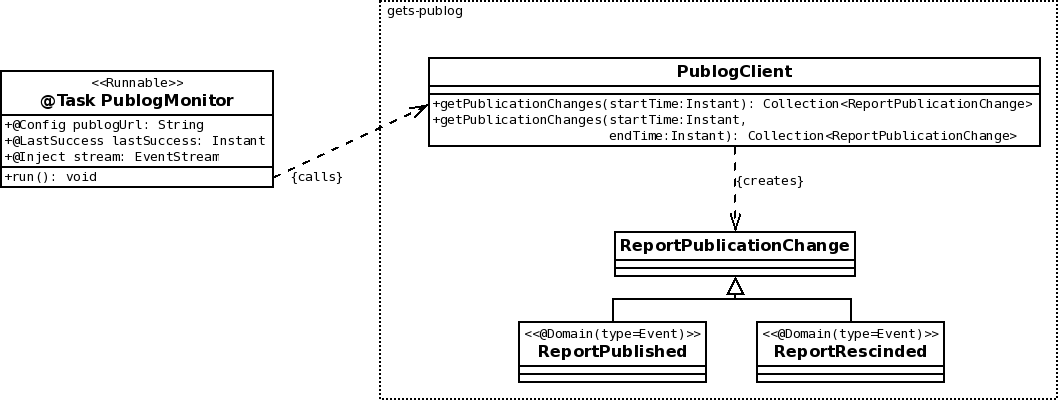 gets-publog
<<Runnable>>
@Task PublogMonitor
+@Config publogUrl: String
+@LastSuccess lastSuccess: Instant
+@Inject stream: EventStream
+run(): void
{calls}
PublogClient
+getPublicationChanges(startTime:Instant): Collection<ReportPublicationChange>
+getPublicationChanges(startTime:Instant,
endTime:Instant): Collection<ReportPublicationChange>
{creates}
ReportPublicationChange
<<@Domain(type=Event)>>
ReportPublished
<<@Domain(type=Event)>>
ReportRescinded